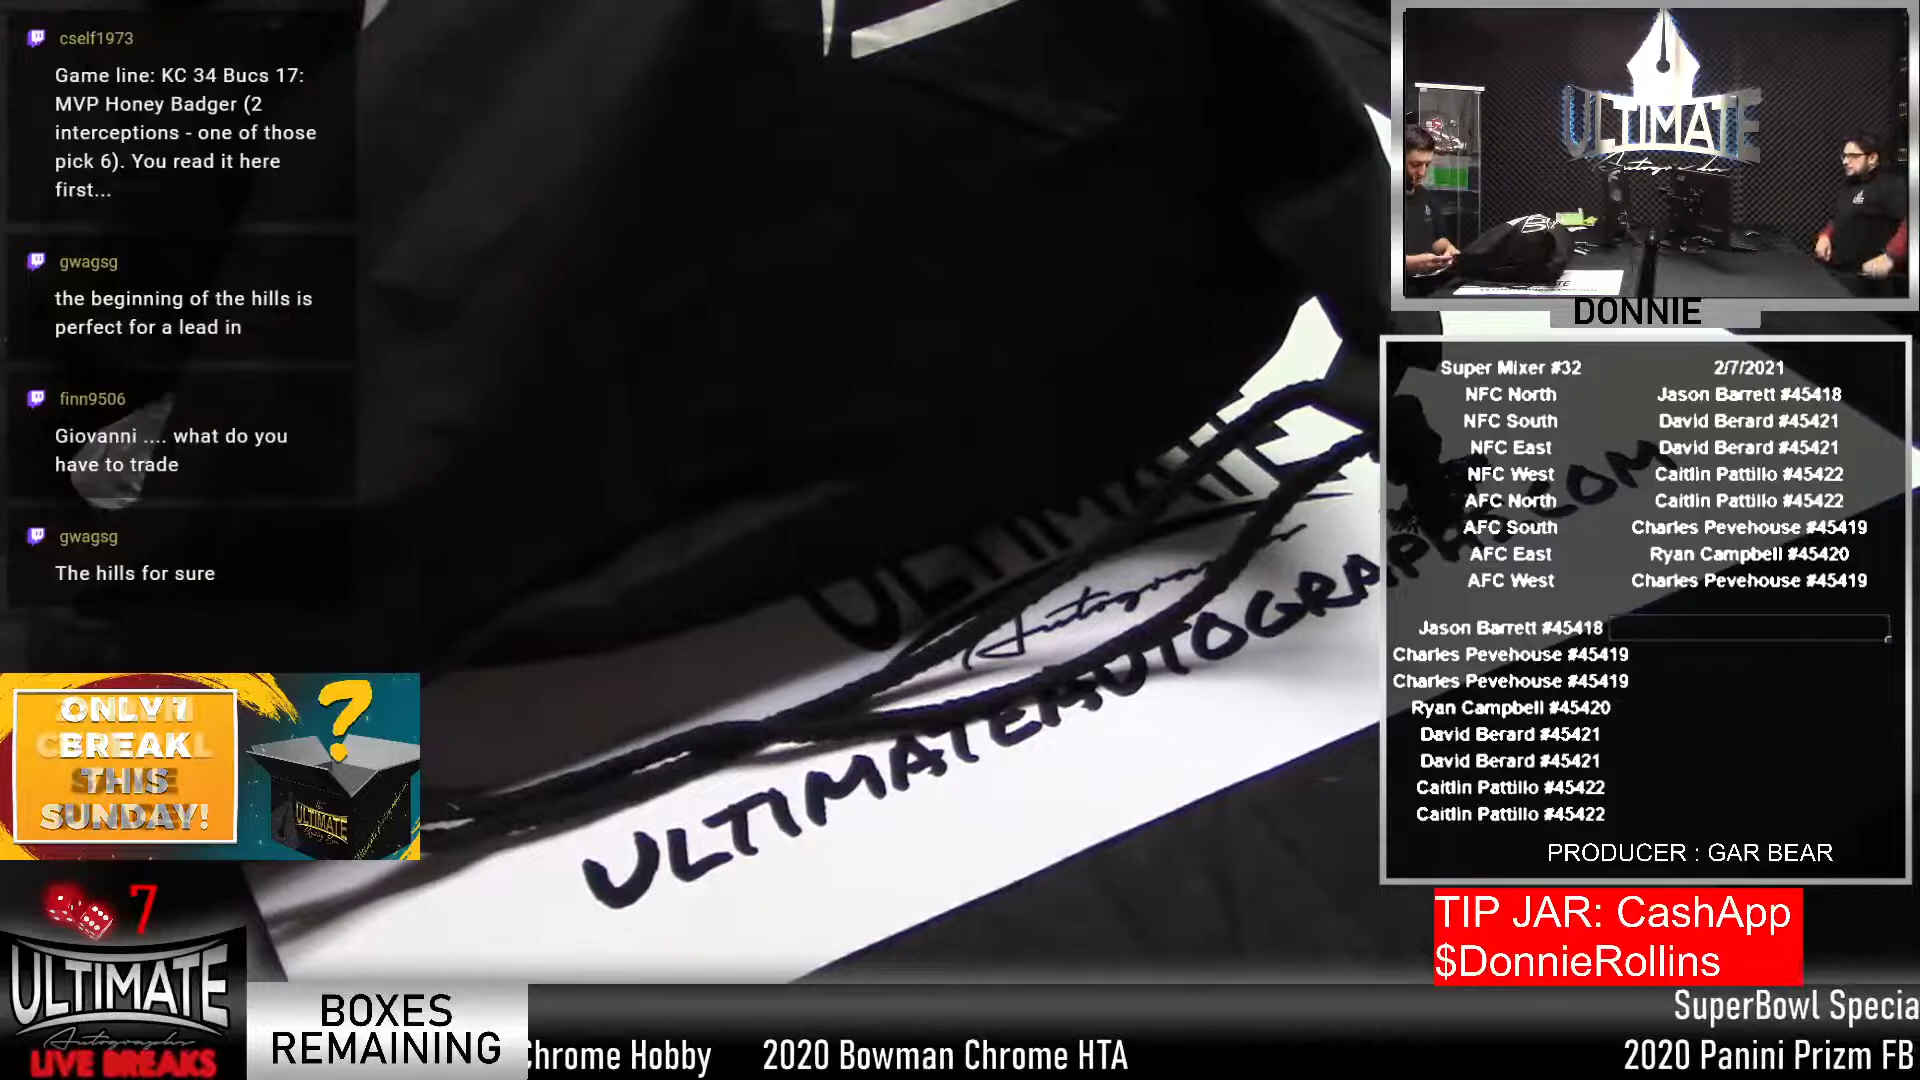 cself1973
Game line: KC 34 Bucs 17:
MVP Honey Badger (2
interceptions - one of those
pick 6). You read it here
first...
gwagsg
the beginning of the hills is
perfect for a lead in
finn9506
Giovanni .... what do you
have to trade
gwagsg
The hills for sure
ONLY 1
BREAK
THIS
SUNDAY!
?
ULTIMATE
7
ULTIMATE
Autographs
LIVE BREAKS
BOXES
REMAINING
Chrome Hobby 2020 Bowman Chrome HTA
ULTIMATE
Autographs
ULTIMATEAUTOGRAPHS.COM
ULTIMATE
Autographs
DONNIE
Super Mixer #32 2/7/2021
NFC North Jason Barrett #45418
NFC South David Berard #45421
NFC East David Berard #45421
NFC West Caitlin Pattillo #45422
AFC North Caitlin Pattillo #45422
AFC South Charles Pevehouse #45419
AFC East Ryan Campbell #45420
AFC West Charles Pevehouse #45419
Jason Barrett #45418
Charles Pevehouse #45419
Charles Pevehouse #45419
Ryan Campbell #45420
David Berard #45421
David Berard #45421
Caitlin Pattillo #45422
Caitlin Pattillo #45422
PRODUCER : GAR BEAR
TIP JAR: CashApp
$DonnieRollins
SuperBowl Specia
2020 Panini Prizm FB